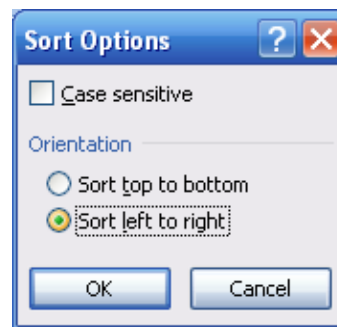 Sort Options
Case sensitive
Orientation
Sort top to bottom
Sort left to right
OK
Cancel